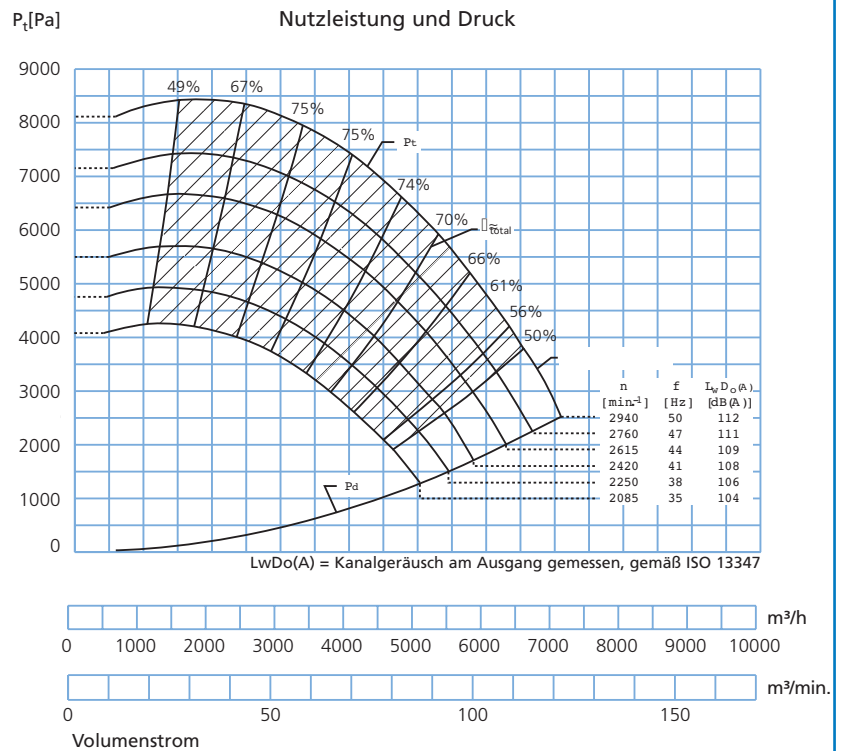 Pt[Pa]
Nutzleistung und Druck
9000
8000
7000
6000
5000
4000
3000
2000
1000
0
49%
67%
75%
75%
Pt
74%
70%
total
66%
61%
56%
50%
Pd
n f LwDo(A)
[min-1] [Hz] [dB(A)]
2940 50 112
2760 47 111
2615 44 109
2420 41 108
2250 38 106
2085 35 104
LwDo(A) = Kanalgeräusch am Ausgang gemessen, gemäß ISO 13347
m³/h
0 1000 2000 3000 4000 5000 6000 7000 8000 9000 10000
m³/min.
0 50 100 150
Volumenstrom